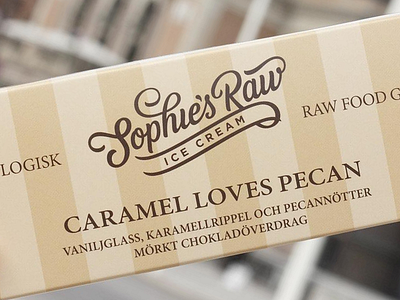 Sophie's Raw
ICE CREAM
LOGISK
RAW FOOD G
CARAMEL LOVES PECAN
VANILJGLASS, KARAMELLRIPPEL OCH PECANNÖTTER
MÖRKT CHOKLADÖVERDRAG